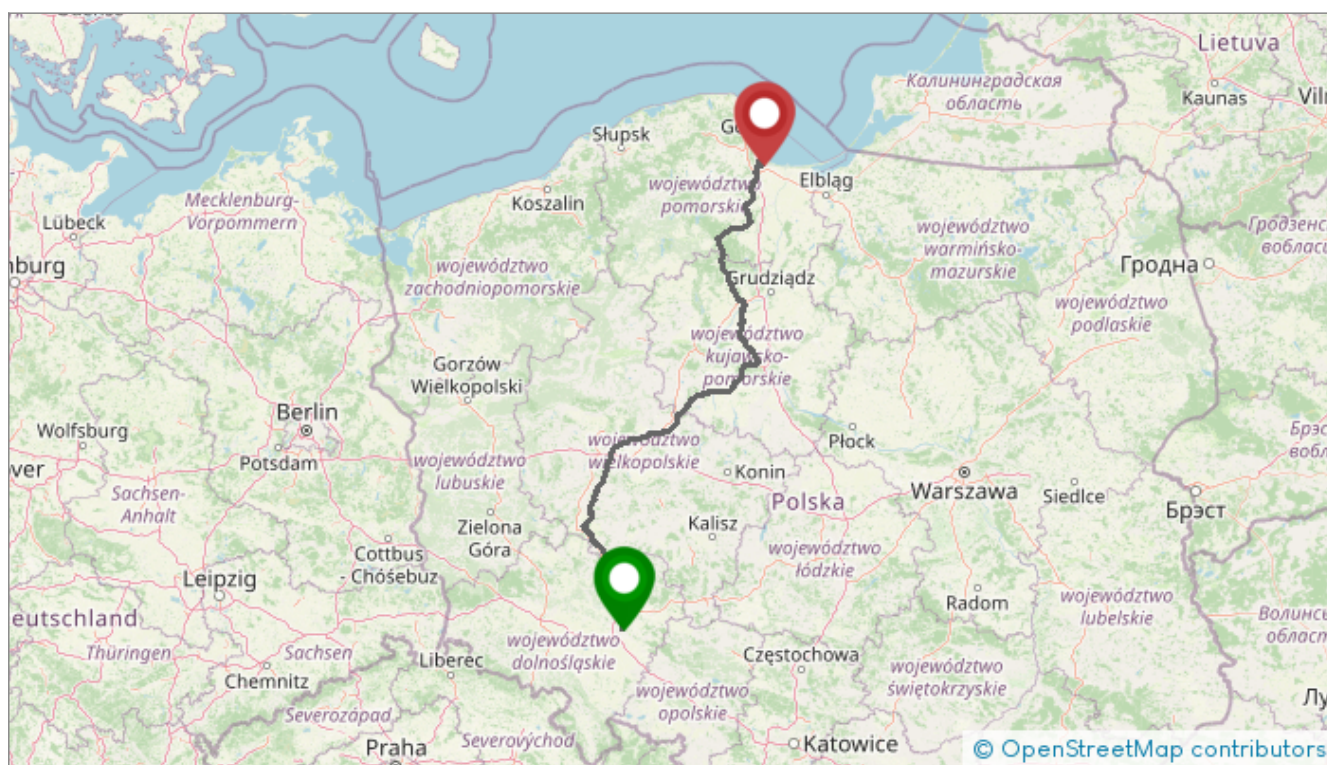 Lietuva
Калининградская
область
Kaunas
Viln
Słupsk
województwo
pomorskie
Elbląg
Koszalin
Mecklenburg-
Vorpommern
Lübeck
nburg
województwo
zachodniopomorskie
województwo
warmińsko-
mazurskie
Гродна
Гродзенс
вобласц
Grudziądz
województwo
podlaskie
województwo
kujawsko-
pomorskie
Gorzów
Wielkopolski
Berlin
Potsdam
Wolfsburg
Płock
województwo
wielkopolskie
Konin
województwo
lubuskie
Warszawa
Siedlce
Брэст
Брэс
вобл
ver
Sachsen-
Anhalt
Polska
Zielona
Góra
Kalisz
Cottbus
- Chóśebuz
Leipzig
województwo
łódzkie
Radom
województwo
lubelskie
Волинсь
област
eutschland
Thüringen
Sachsen
Chemnitz
Liberec
województwo
dolnośląskie
Częstochowa
województwo
świętokrzyskie
województwo
opolskie
Лу
Severozápad
Severovýchod
Praha
Katowice
© OpenStreetMap contributors